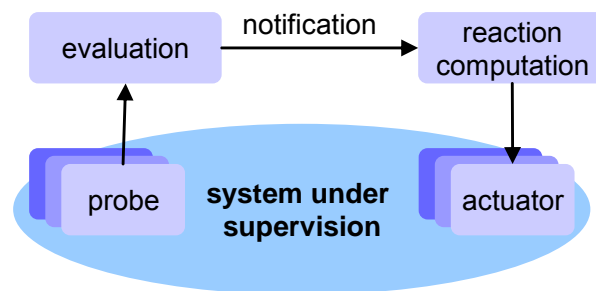 evaluation
notification
reaction
computation
probe
system under
supervision
actuator